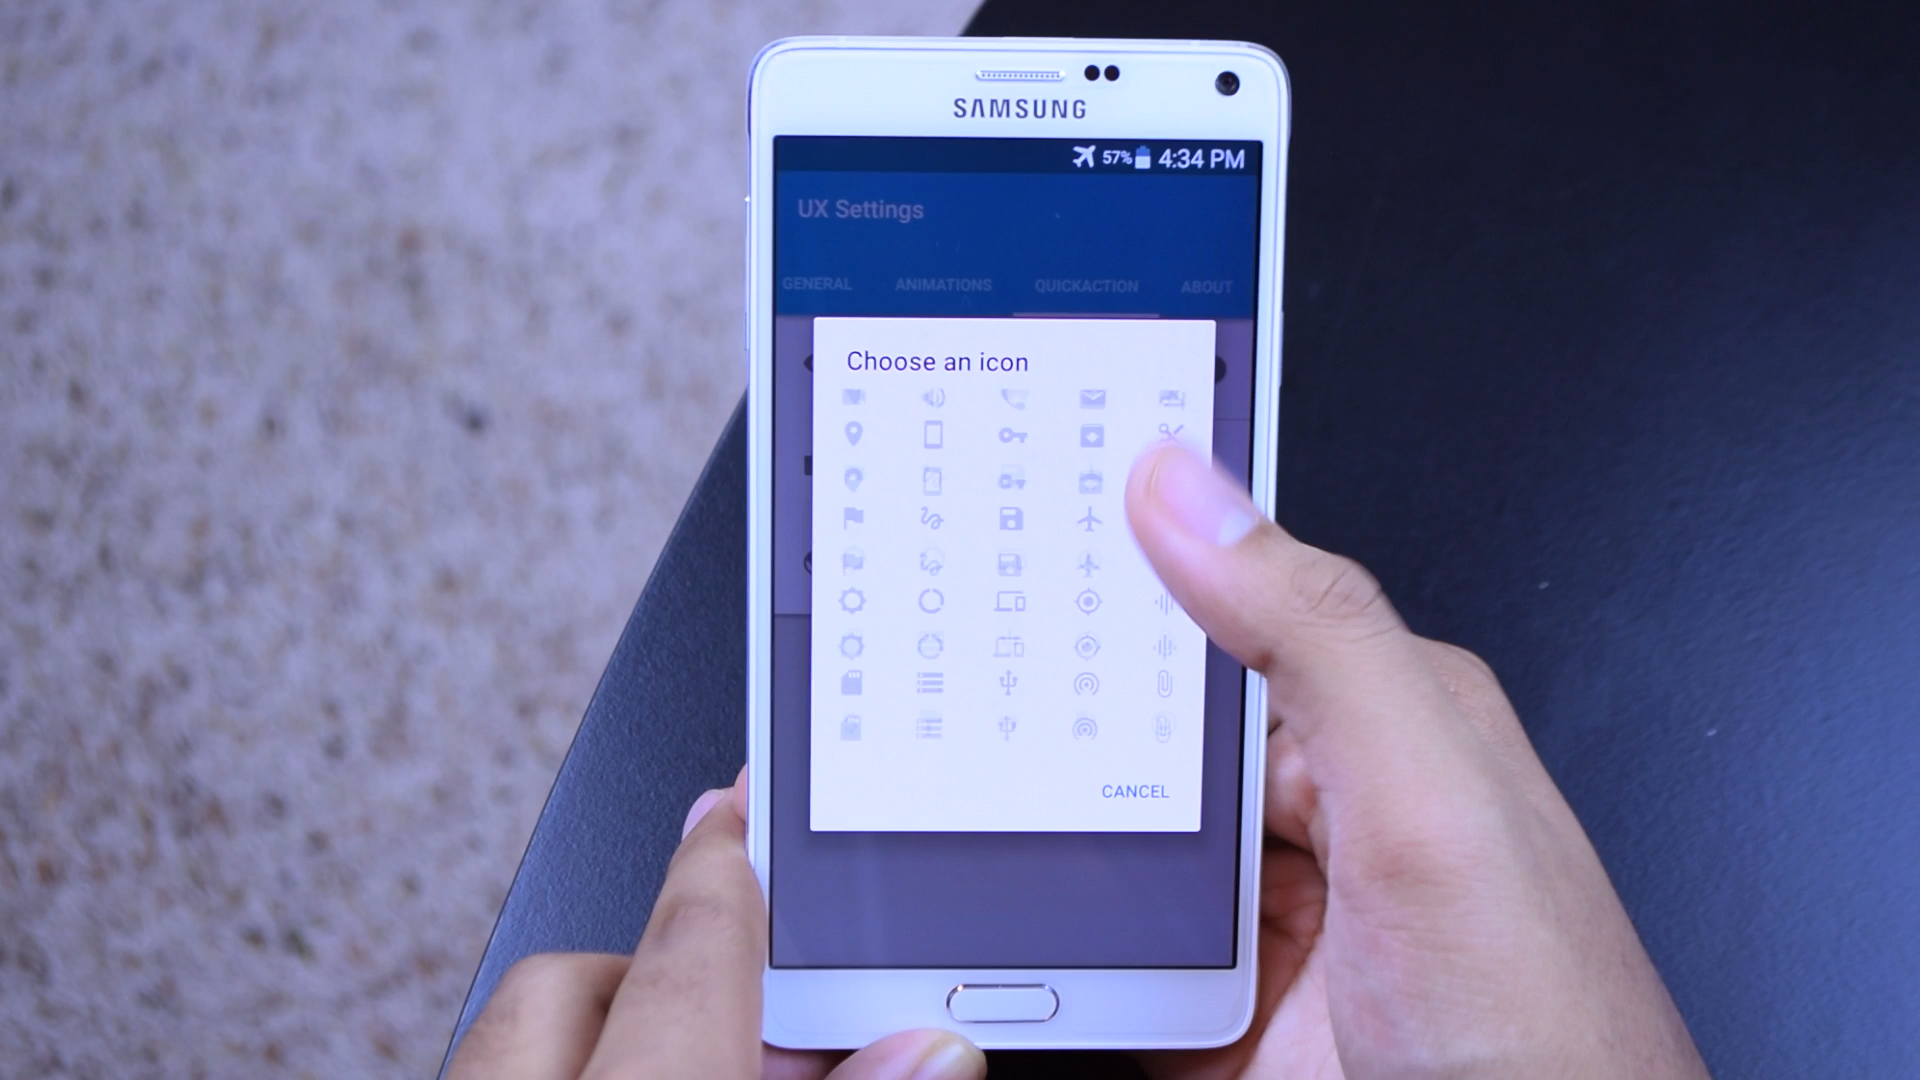 SAMSUNG
57% 4:34 PM
UX Settings
GENERAL ANIMATIONS QUICKACTION ABOUT
Choose an icon
CANCEL